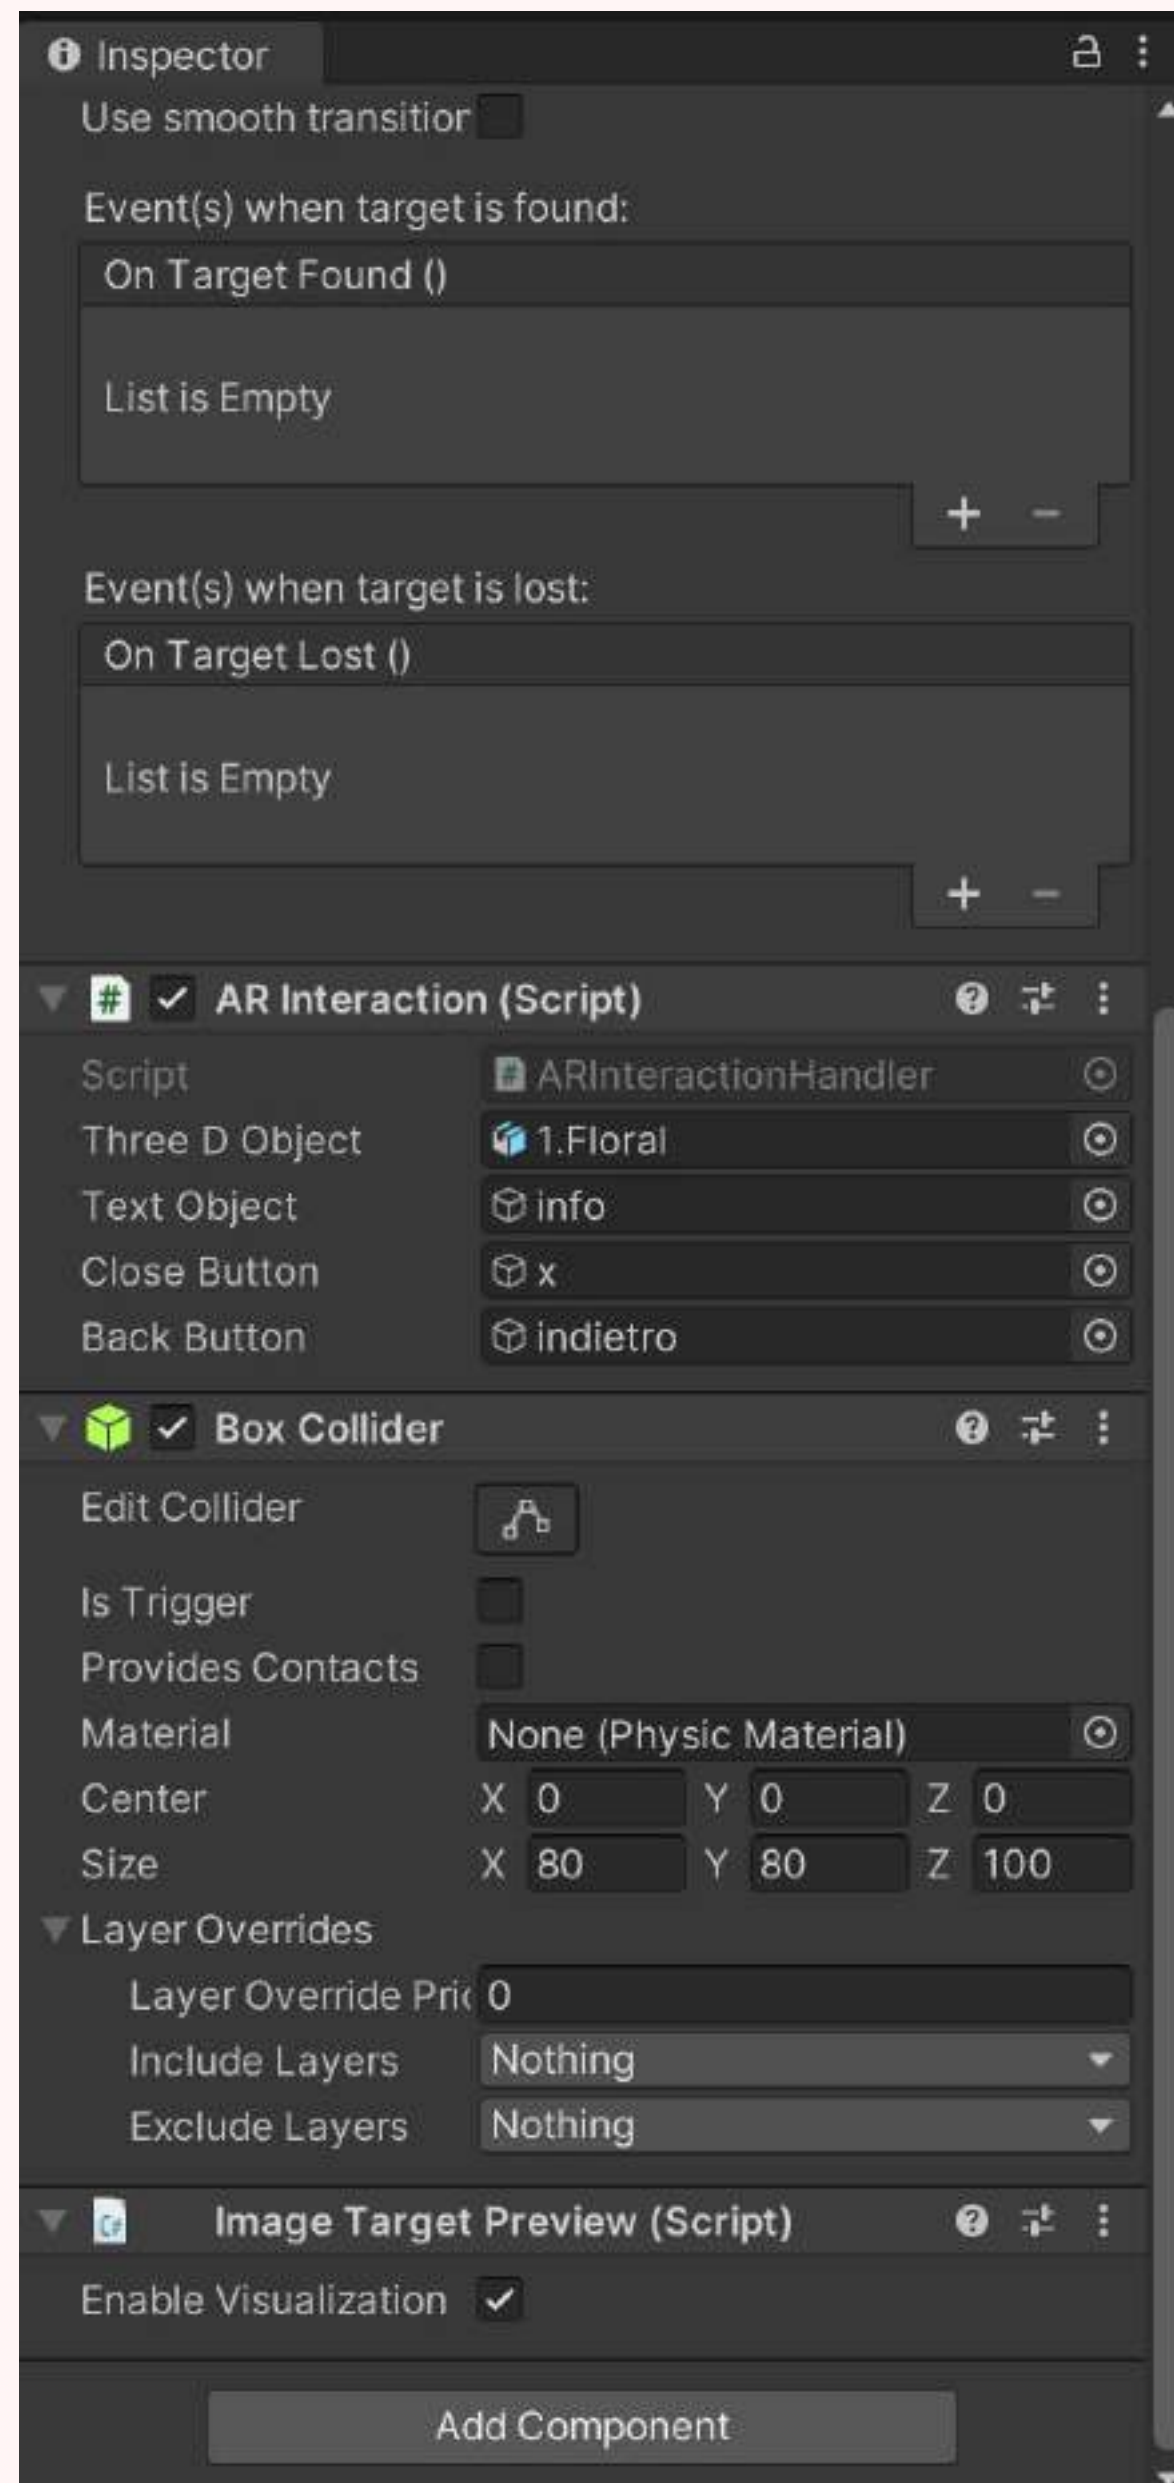 Inspector
Use smooth transition
Event(s) when target is found:
On Target Found ()
List is Empty
+ −
Event(s) when target is lost:
On Target Lost ()
List is Empty
+ −
# AR Interaction (Script)
Script # ARInteractionHandler
Three D Object 1.Floral
Text Object info
Close Button x
Back Button indietro
Box Collider
Edit Collider
Is Trigger
Provides Contacts
Material None (Physic Material)
Center X 0 Y 0 Z 0
Size X 80 Y 80 Z 100
Layer Overrides
Layer Override Pric 0
Include Layers Nothing
Exclude Layers Nothing
C# Image Target Preview (Script)
Enable Visualization
Add Component